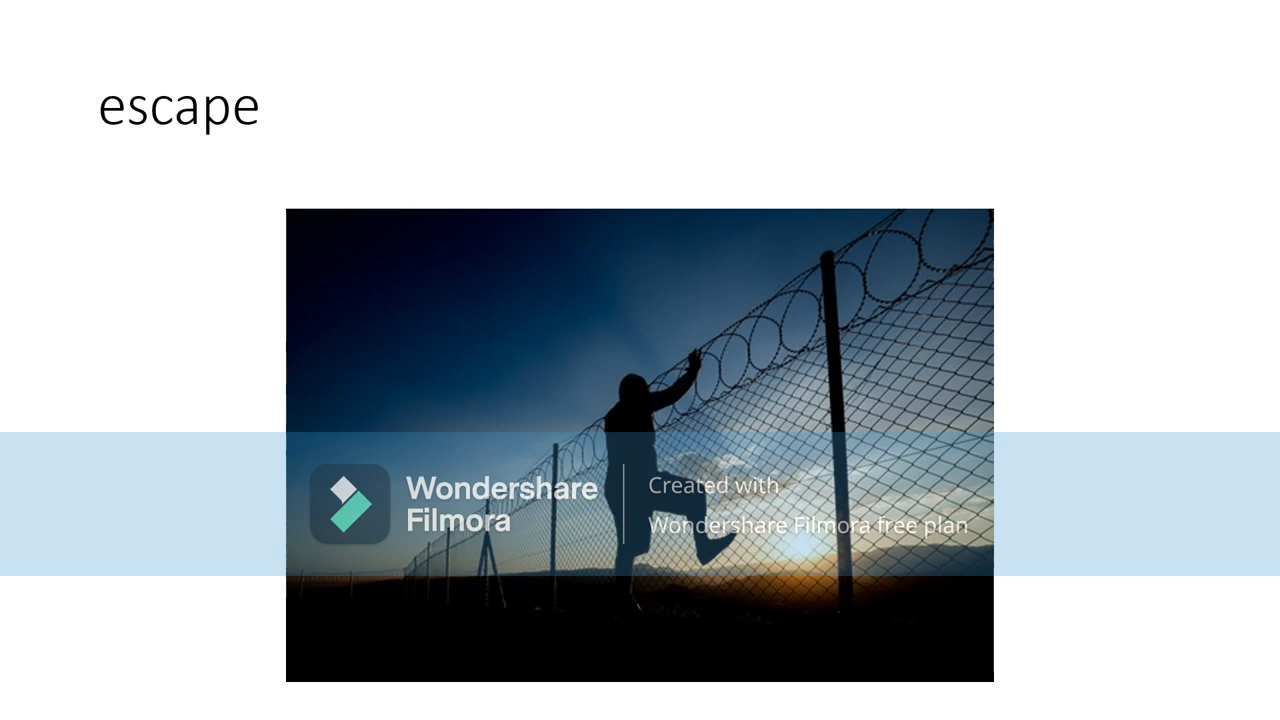 escape
Wondershare
Filmora
Created with
Wondershare Filmora free plan